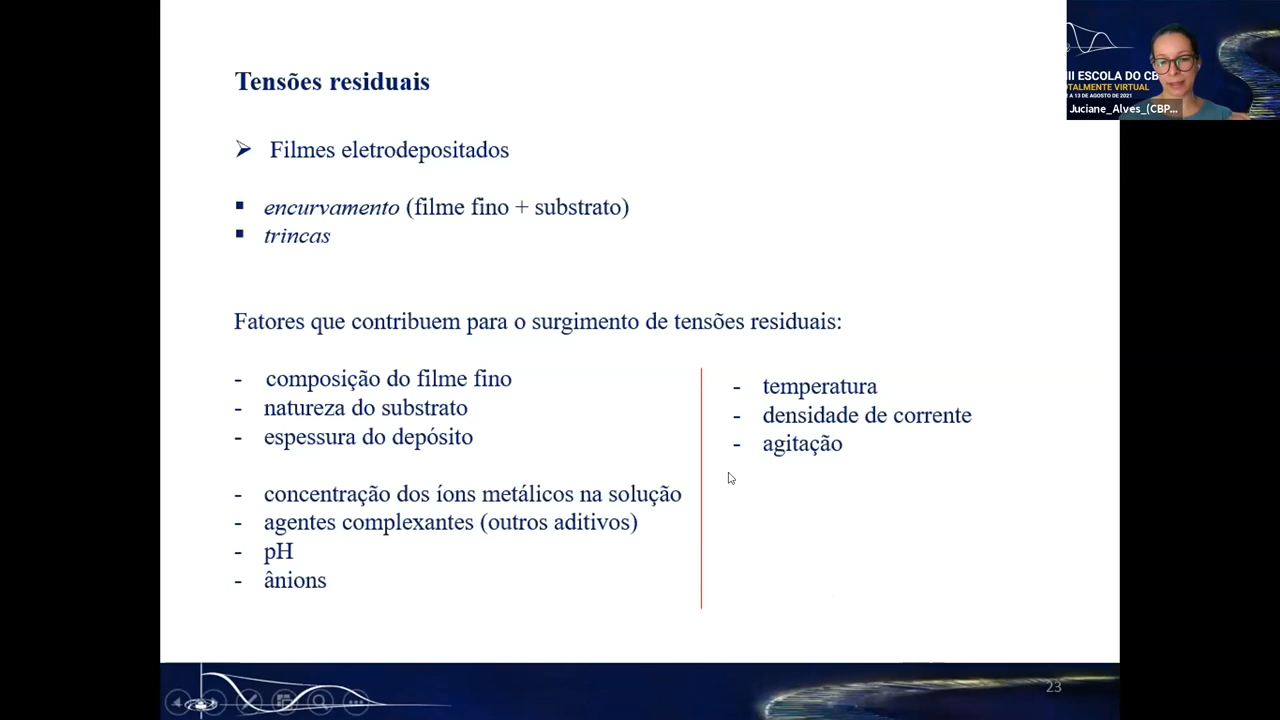 Tensões residuais
➢ Filmes eletrodepositados
▪ encurvamento (filme fino + substrato)
▪ trincas
Fatores que contribuem para o surgimento de tensões residuais:
- composição do filme fino
- natureza do substrato
- espessura do depósito
- concentração dos íons metálicos na solução
- agentes complexantes (outros aditivos)
- pH
- ânions
- temperatura
- densidade de corrente
- agitação
23
III ESCOLA DO CB
OTALMENTE VIRTUAL
A 13 DE AGOSTO DE 2021
Juciane_Alves_(CBP...